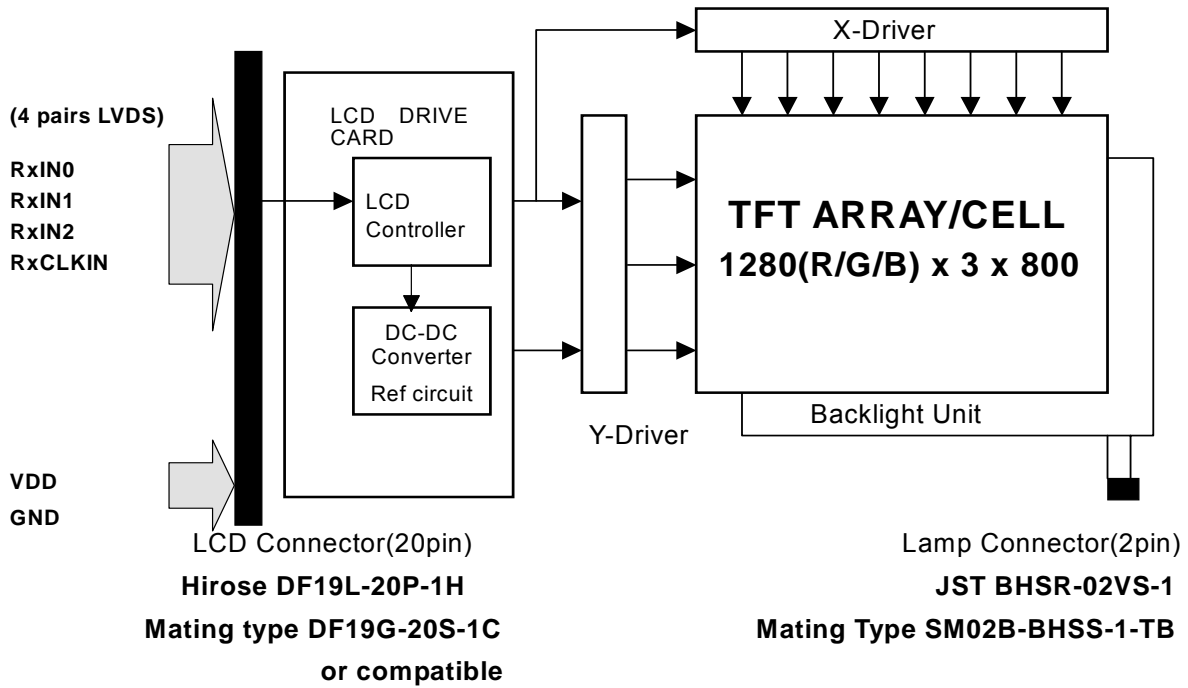 X-Driver
(4 pairs LVDS)
RxIN0
RxIN1
RxIN2
RxCLKIN
LCD DRIVE
CARD
LCD
Controller
DC-DC
Converter
Ref circuit
TFT ARRAY/CELL
1280(R/G/B) x 3 x 800
Backlight Unit
Y-Driver
VDD
GND
LCD Connector(20pin)
Hirose DF19L-20P-1H
Mating type DF19G-20S-1C
or compatible
Lamp Connector(2pin)
JST BHSR-02VS-1
Mating Type SM02B-BHSS-1-TB